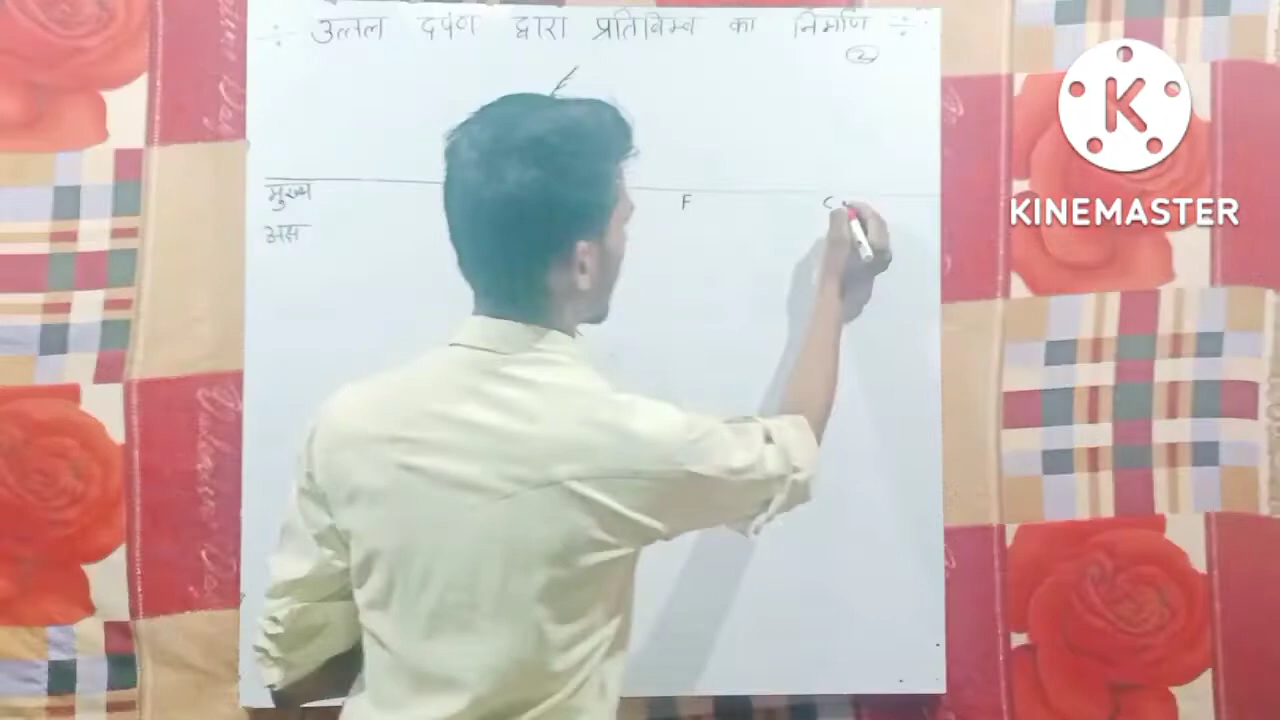 ÷ उत्तल दर्पण द्वारा प्रतिबिम्ब का निर्माण ÷
2
मुख्य
अक्ष
F C
KINEMASTER